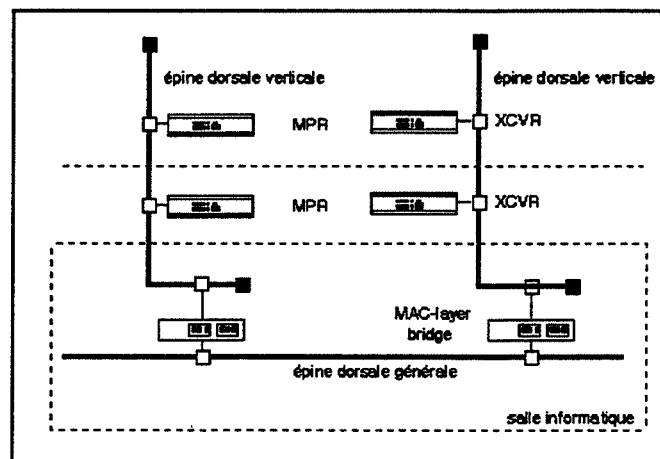 épine dorsale verticale
épine dorsale verticale
MPR
XCVR
MPR
XCVR
MAC-layer
bridge
épine dorsale générale
salle informatique